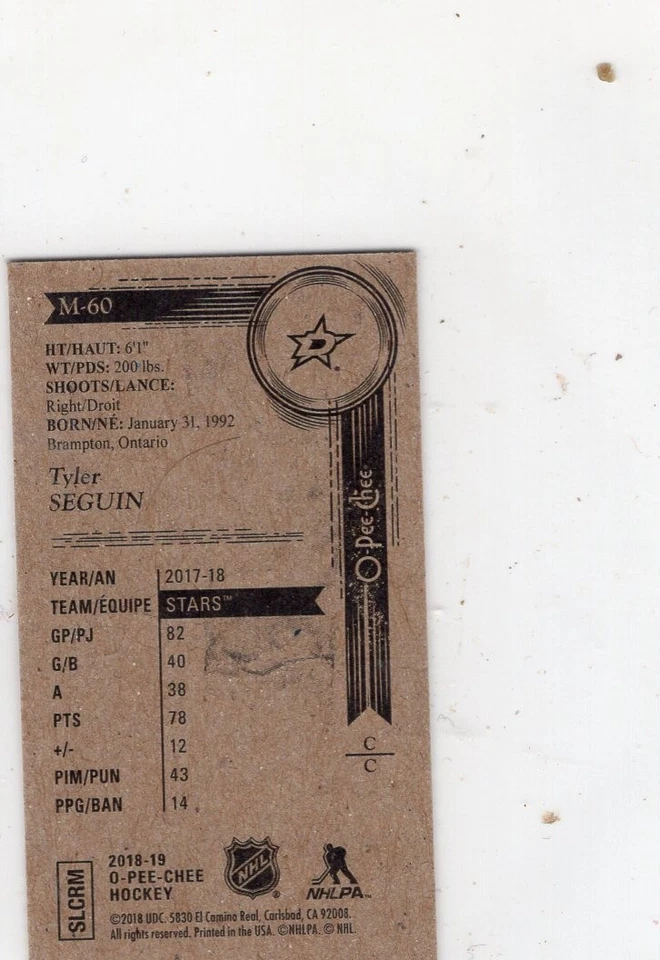 M-60
HT/HAUT: 6'1"
WT/PDS: 200 lbs.
SHOOTS/LANCE:
Right/Droit
BORN/NÉ: January 31, 1992
Brampton, Ontario
Tyler
SEGUIN
D
O-Pee-Chee
YEAR/AN 2017-18
TEAM/ÉQUIPE STARS™
GP/PJ 82
G/B 40
A 38
PTS 78
+/- 12
PIM/PUN 43
PPG/BAN 14
C
C
SLCRM
2018-19
O-PEE-CHEE
HOCKEY
NHL ®
NHLPA™
©2018 UDC. 5830 El Camino Real, Carlsbad, CA 92008.
All rights reserved. Printed in the USA. ©NHLPA. © NHL.